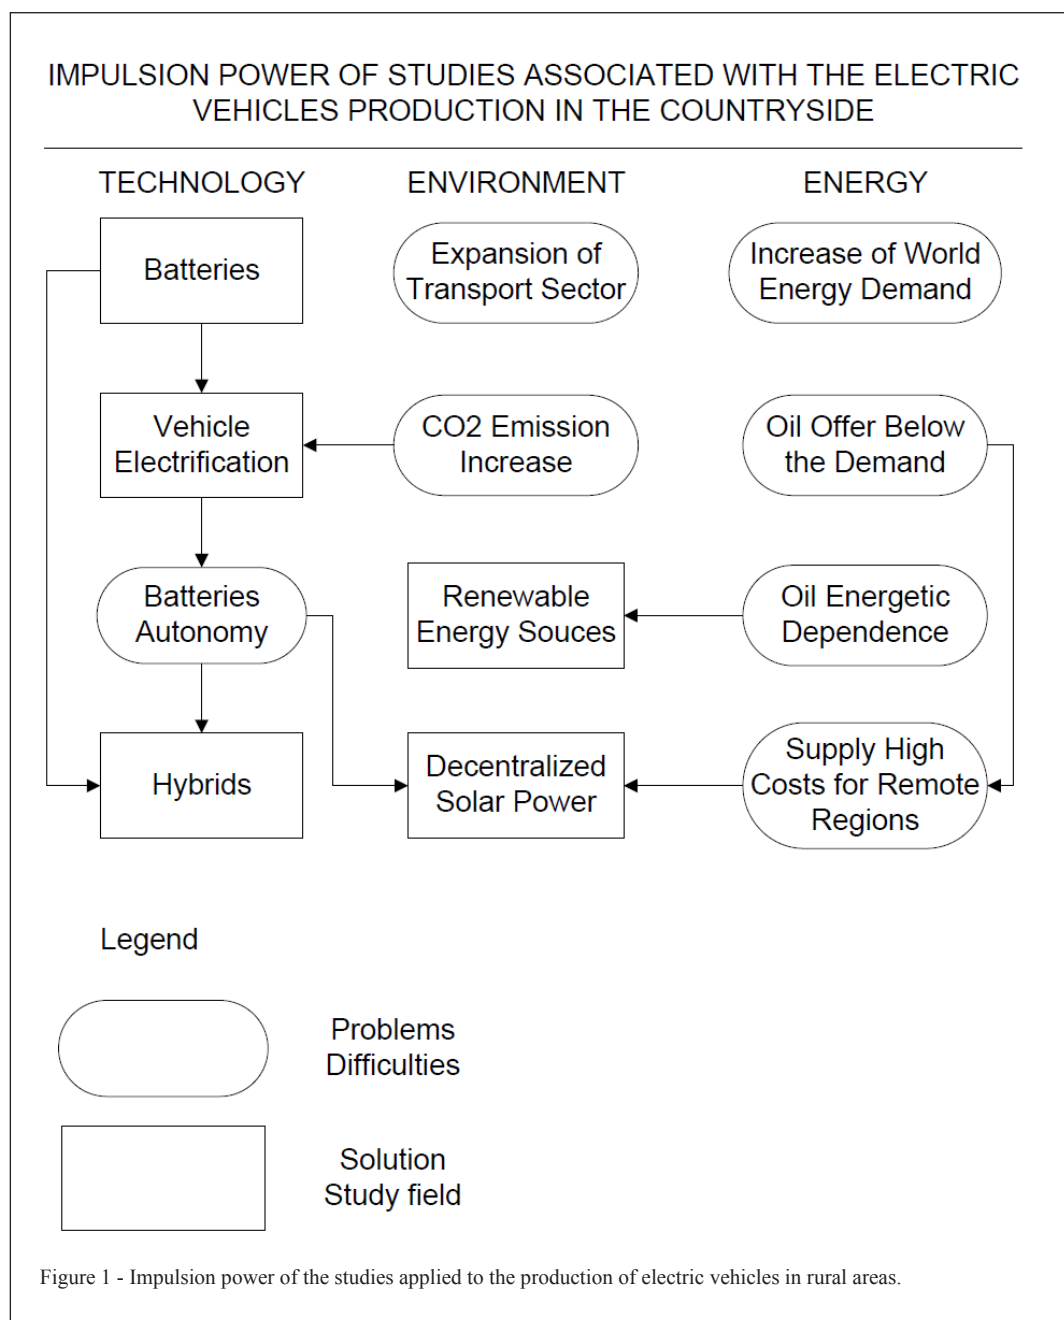 IMPULSION POWER OF STUDIES ASSOCIATED WITH THE ELECTRIC
VEHICLES PRODUCTION IN THE COUNTRYSIDE
TECHNOLOGY
ENVIRONMENT
ENERGY
Batteries
Expansion of
Transport Sector
Increase of World
Energy Demand
Vehicle
Electrification
CO2 Emission
Increase
Oil Offer Below
the Demand
Batteries
Autonomy
Renewable
Energy Souces
Oil Energetic
Dependence
Hybrids
Decentralized
Solar Power
Supply High
Costs for Remote
Regions
Legend
Problems
Difficulties
Solution
Study field
Figure 1 - Impulsion power of the studies applied to the production of electric vehicles in rural areas.